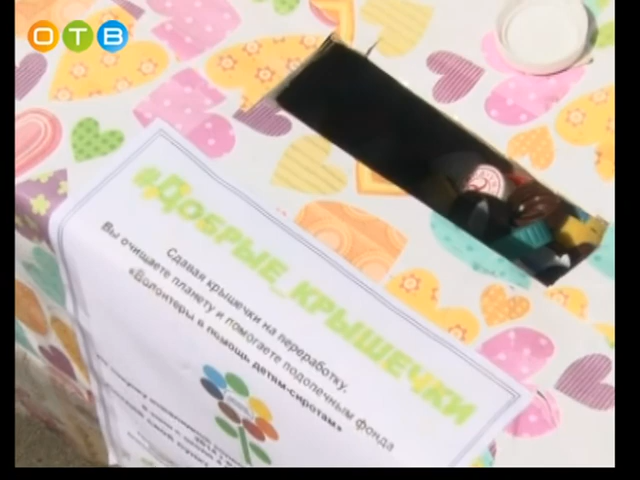 ОТВ
#ДОБРЫЕ_КРЫШЕЧКИ
Сдавая крышечки на переработку,
Вы очищаете планету и помогаете подопечным фонда
«Волонтеры в помощь детям-сиротам»